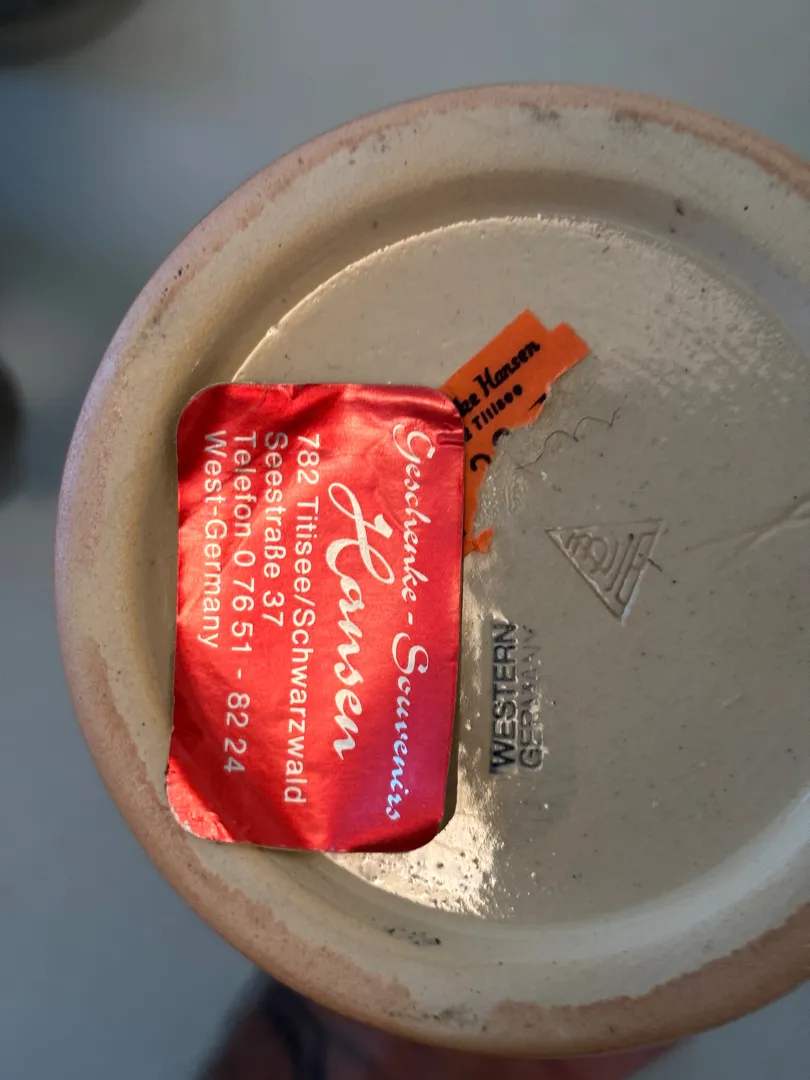 Geschenke - Souvenirs
Hansen
782 Titisee/Schwarzwald
Seestraße 37
Telefon 0 76 51 - 82 24
West-Germany
Hansen
Titisee
WESTERN
GERMANY